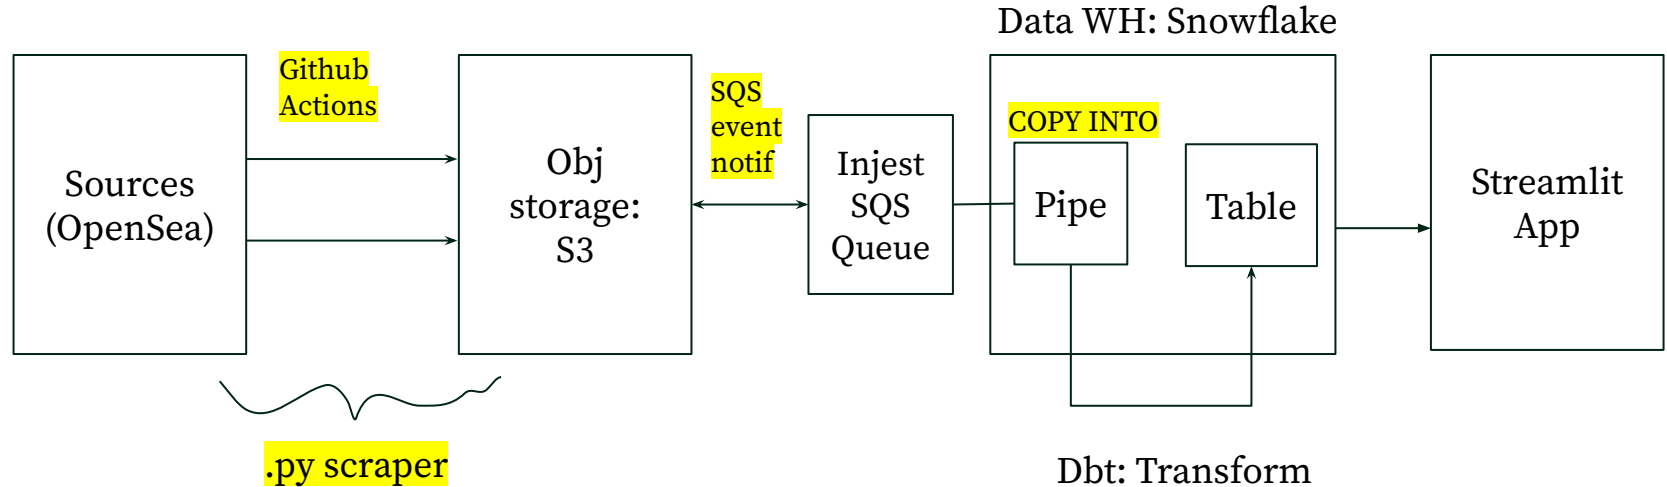 Data WH: Snowflake
Github
Actions
Sources
(OpenSea)
Obj
storage:
S3
SQS
event
notif
Injest
SQS
Queue
COPY INTO
Pipe
Table
Streamlit
App
.py scraper
Dbt: Transform